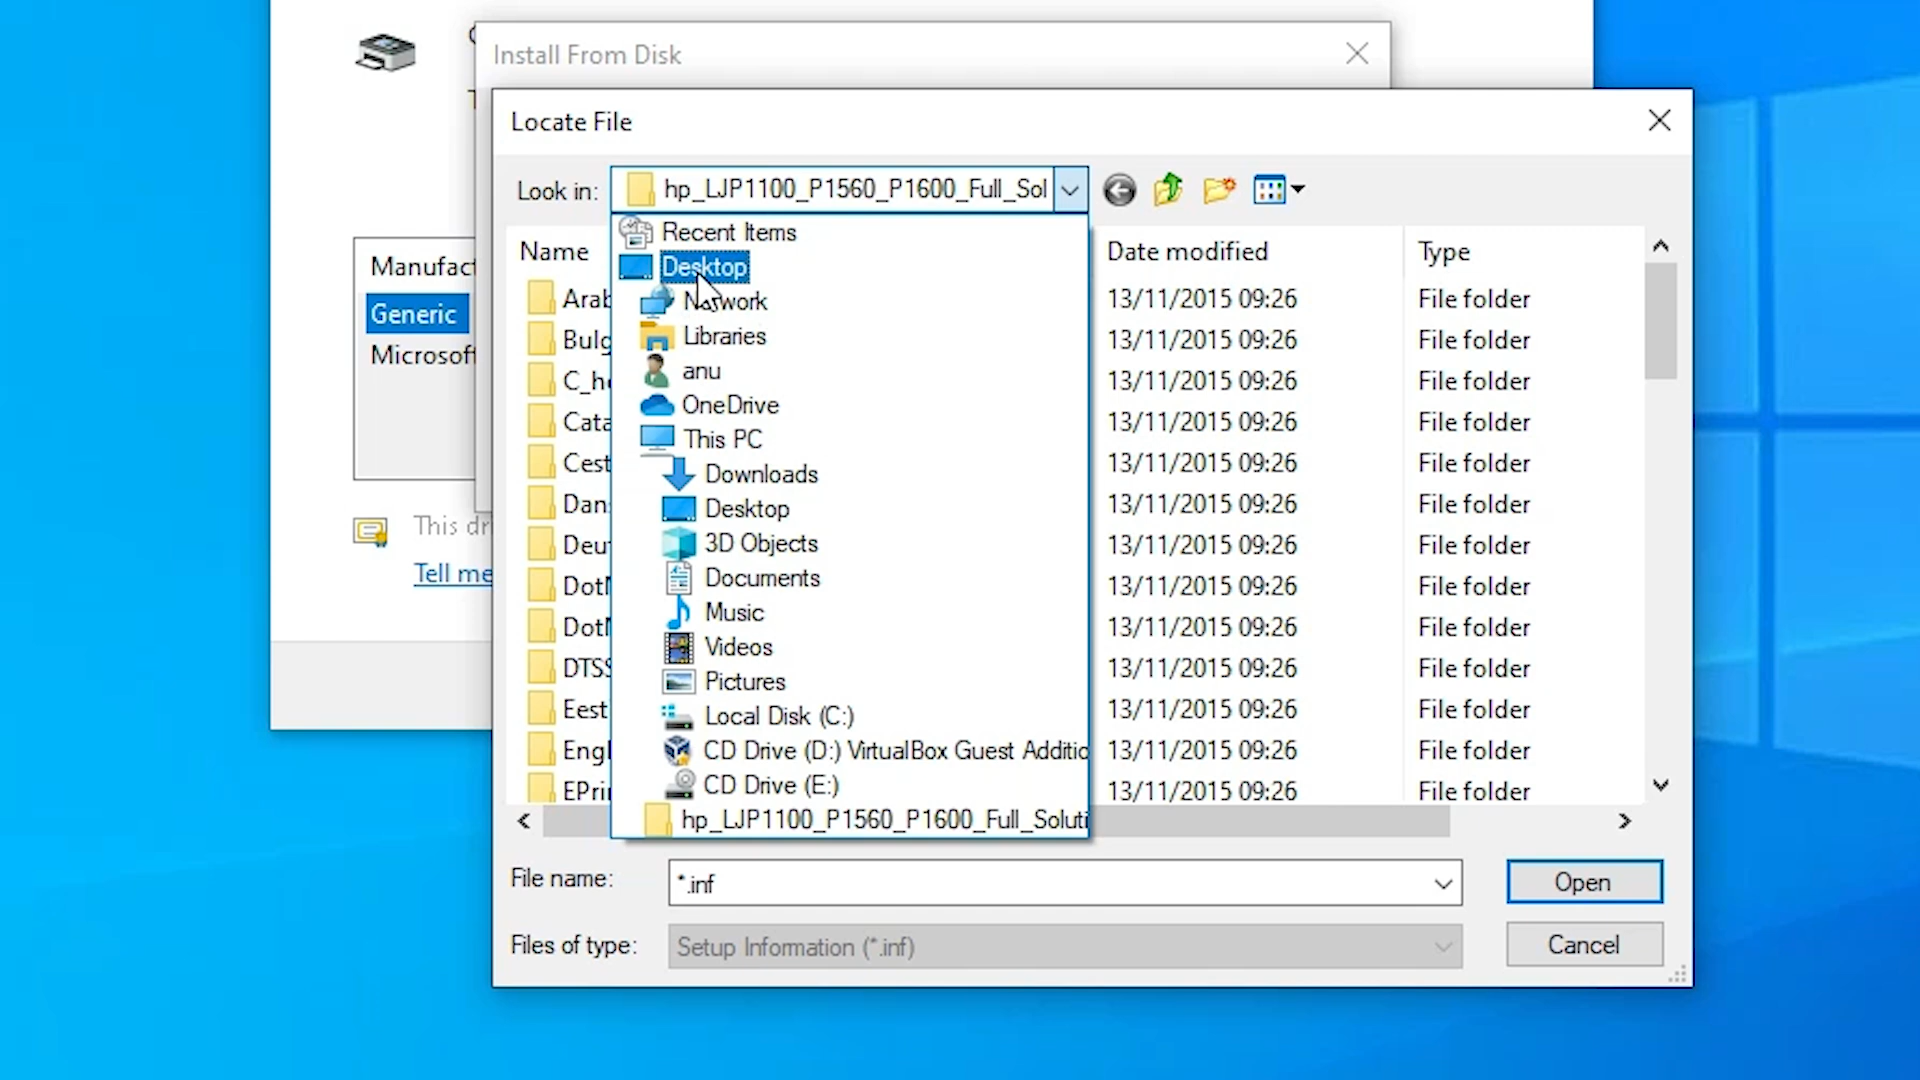 Install From Disk
Locate File
Look in:
hp_LJP1100_P1560_P1600_Full_Sol
Recent Items
Desktop
Network
Libraries
anu
OneDrive
This PC
Downloads
Desktop
3D Objects
Documents
Music
Videos
Pictures
Local Disk (C:)
CD Drive (D:) VirtualBox Guest Additio
CD Drive (E:)
hp_LJP1100_P1560_P1600_Full_Soluti
Name Date modified Type
Arab 13/11/2015 09:26 File folder
Bulg 13/11/2015 09:26 File folder
C_h 13/11/2015 09:26 File folder
Cata 13/11/2015 09:26 File folder
Cest 13/11/2015 09:26 File folder
Dan 13/11/2015 09:26 File folder
Deu 13/11/2015 09:26 File folder
Dot 13/11/2015 09:26 File folder
Dot 13/11/2015 09:26 File folder
DTSS 13/11/2015 09:26 File folder
Eest 13/11/2015 09:26 File folder
Engl 13/11/2015 09:26 File folder
EPri 13/11/2015 09:26 File folder
File name: *.inf
Open
Files of type: Setup Information (*.inf)
Cancel
Manufact
Generic
Microsoft
This dri
Tell me